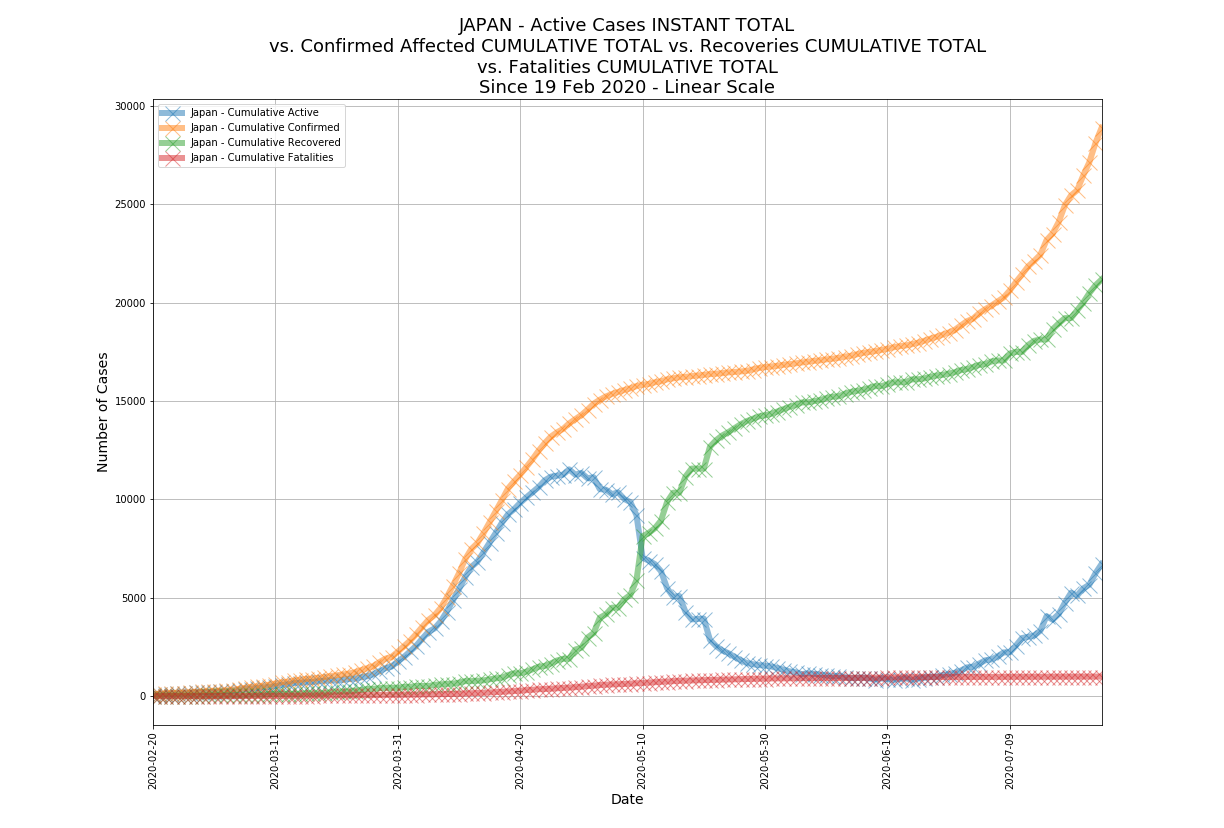 JAPAN - Active Cases INSTANT TOTAL
vs. Confirmed Affected CUMULATIVE TOTAL vs. Recoveries CUMULATIVE TOTAL
vs. Fatalities CUMULATIVE TOTAL
Since 19 Feb 2020 - Linear Scale
Japan - Cumulative Active
Japan - Cumulative Confirmed
Japan - Cumulative Recovered
Japan - Cumulative Fatalities
Number of Cases
30000
25000
20000
15000
10000
5000
0
2020-02-20
2020-03-11
2020-03-31
2020-04-20
2020-05-10
2020-05-30
2020-06-19
2020-07-09
Date